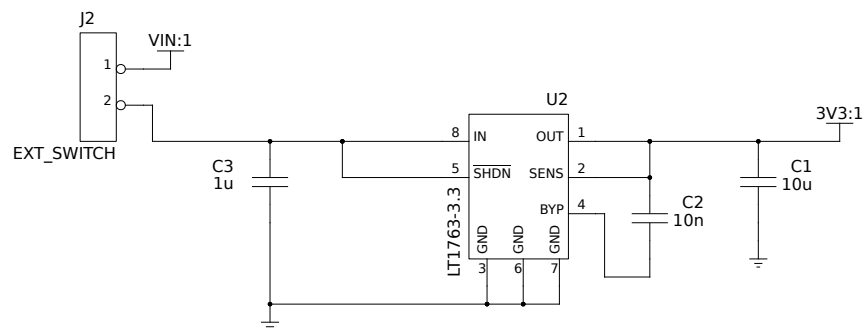 J2
VIN:1
1
2
EXT_SWITCH
U2
3V3:1
8 IN OUT 1
5 SHDN SENS 2
BYP 4
C3
1u
C1
10u
C2
10n
LT1763-3.3
GND GND GND
3 6 7